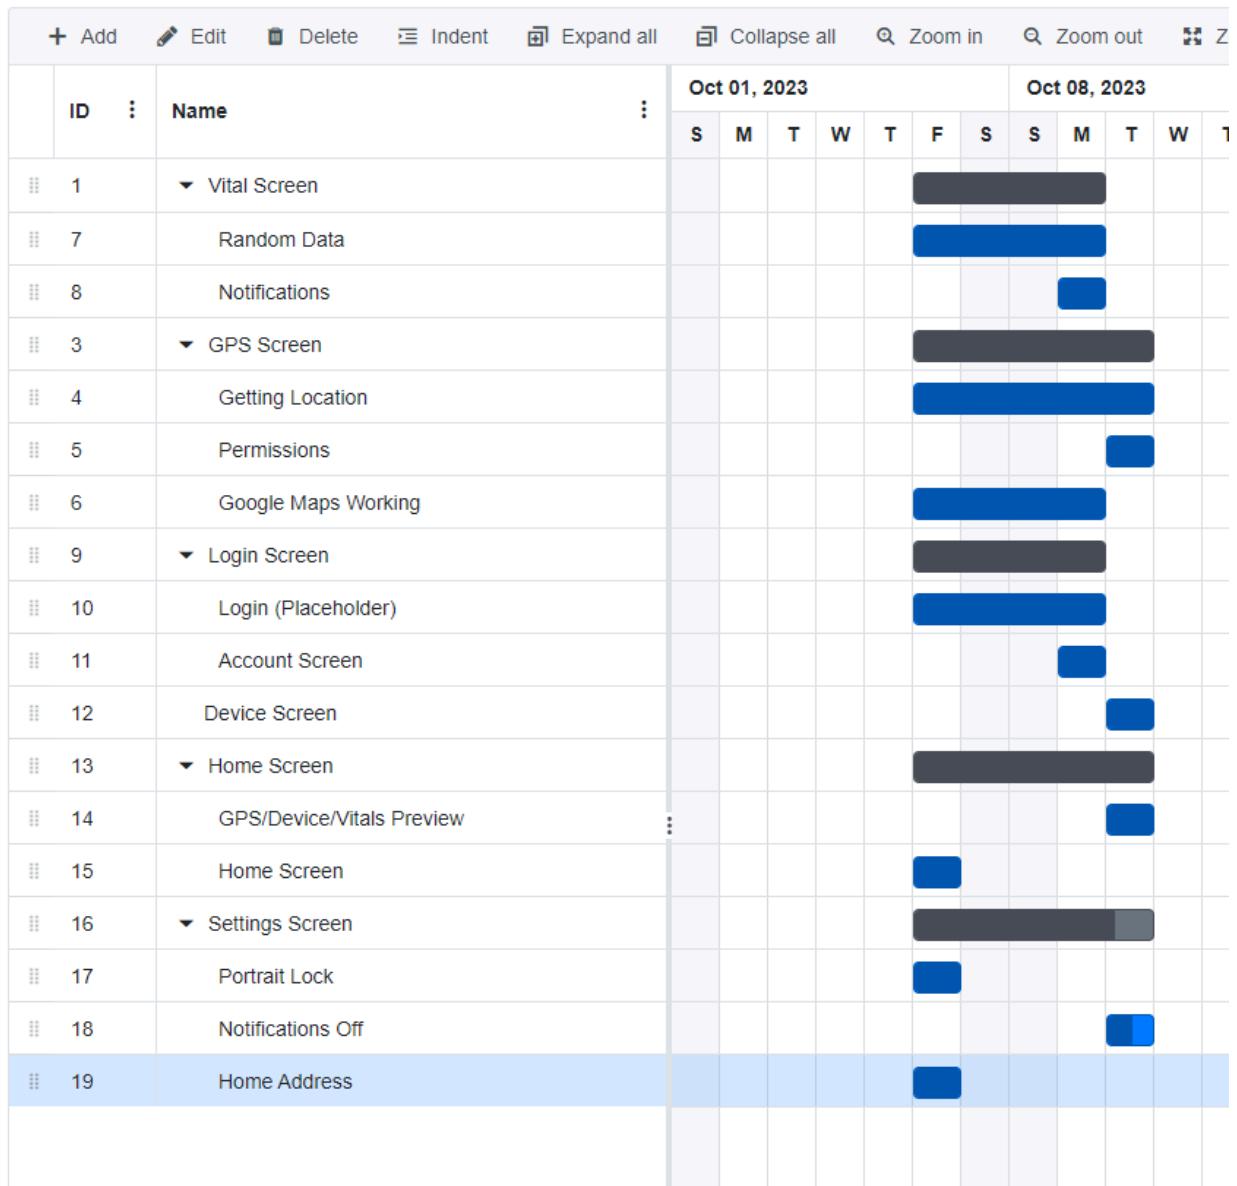 Add Edit Delete Indent Expand all Collapse all Zoom in Zoom out Z
ID Name Oct 01, 2023 Oct 08, 2023
S M T W T F S S M T W T
1 Vital Screen
7 Random Data
8 Notifications
3 GPS Screen
4 Getting Location
5 Permissions
6 Google Maps Working
9 Login Screen
10 Login (Placeholder)
11 Account Screen
12 Device Screen
13 Home Screen
14 GPS/Device/Vitals Preview
15 Home Screen
16 Settings Screen
17 Portrait Lock
18 Notifications Off
19 Home Address